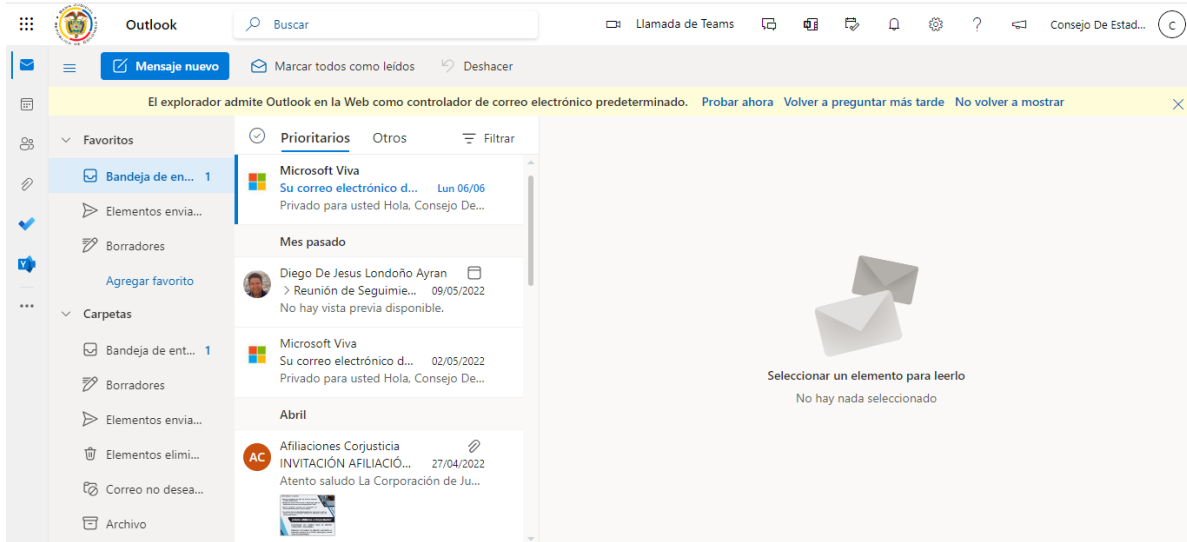 Outlook
Buscar
Llamada de Teams
Consejo De Estad...
C
Mensaje nuevo
Marcar todos como leídos
Deshacer
El explorador admite Outlook en la Web como controlador de correo electrónico predeterminado. Probar ahora Volver a preguntar más tarde No volver a mostrar
Favoritos
Bandeja de en... 1
Elementos envia...
Borradores
Agregar favorito
Carpetas
Bandeja de ent... 1
Borradores
Elementos envia...
Elementos elimi...
Correo no desea...
Archivo
Prioritarios
Otros
Filtrar
Microsoft Viva
Su correo electrónico d... Lun 06/06
Privado para usted Hola, Consejo De...
Mes pasado
Diego De Jesus Londoño Ayran
> Reunión de Seguimie... 09/05/2022
No hay vista previa disponible.
Microsoft Viva
Su correo electrónico d... 02/05/2022
Privado para usted Hola, Consejo De...
Abril
AC
Afiliaciones Corjusticia
INVITACIÓN AFILIACIÓ... 27/04/2022
Atento saludo La Corporación de Ju...
Seleccionar un elemento para leerlo
No hay nada seleccionado